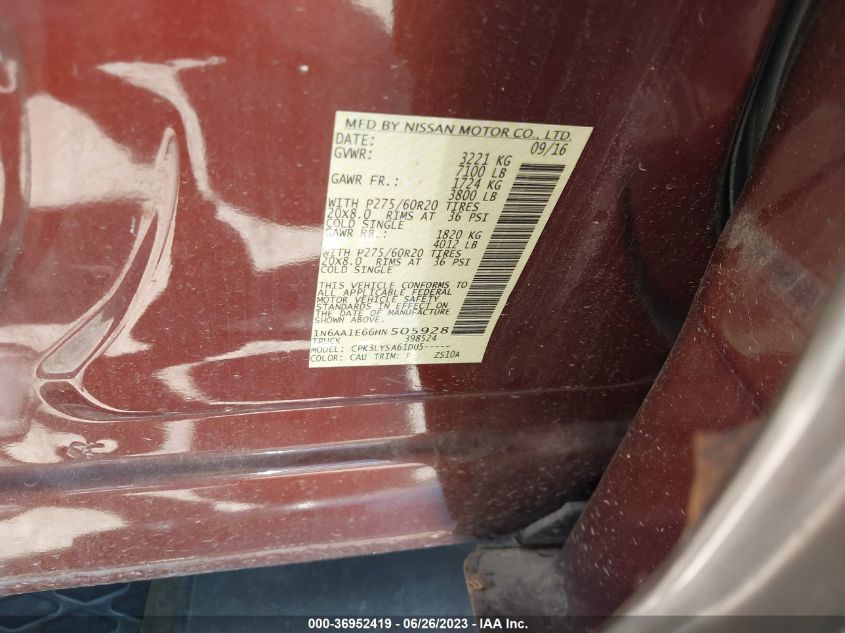 MFD BY NISSAN MOTOR CO., LTD.
DATE: 09/16
GVWR: 3221 KG
7100 LB
GAWR FR.: 1724 KG
3800 LB
WITH P275/60R20 TIRES
20X8.0 RIMS AT 36 PSI
COLD SINGLE
GAWR RR.: 1820 KG
4012 LB
WITH P275/60R20 TIRES
20X8.0 RIMS AT 36 PSI
COLD SINGLE
THIS VEHICLE CONFORMS TO
ALL APPLICABLE FEDERAL
MOTOR VEHICLE SAFETY
STANDARDS IN EFFECT ON
THE DATE OF MANUFACTURE
SHOWN ABOVE.
1N6AA1E66HN505928
TRUCK 398524
MODEL: CPK3LYSA61DU5-----
COLOR: CAU TRIM: P ZS10A
000-36952419 - 06/26/2023 - © IAA Inc.